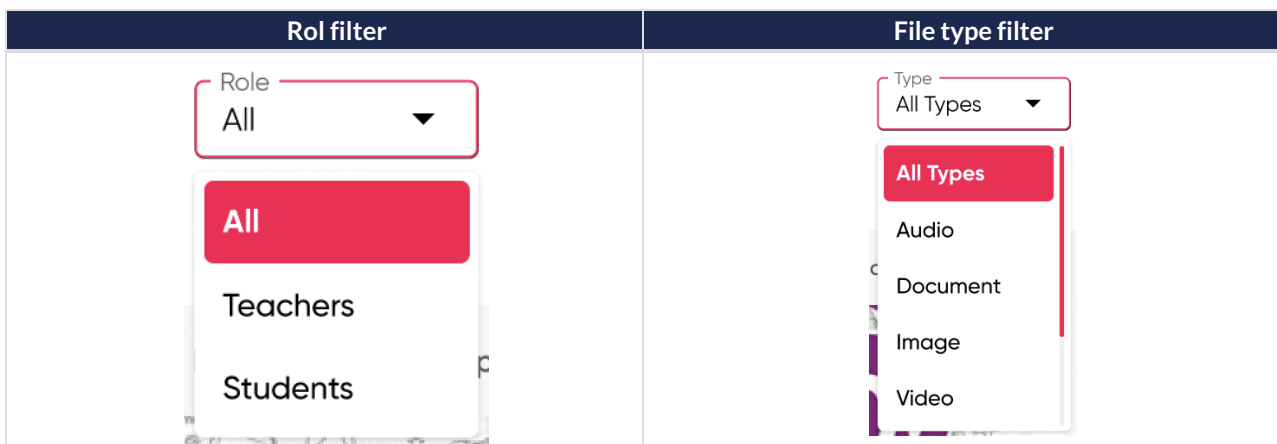 Rol filter
File type filter
Role
All
All
Teachers
Students
Type
All Types
All Types
Audio
Document
Image
Video